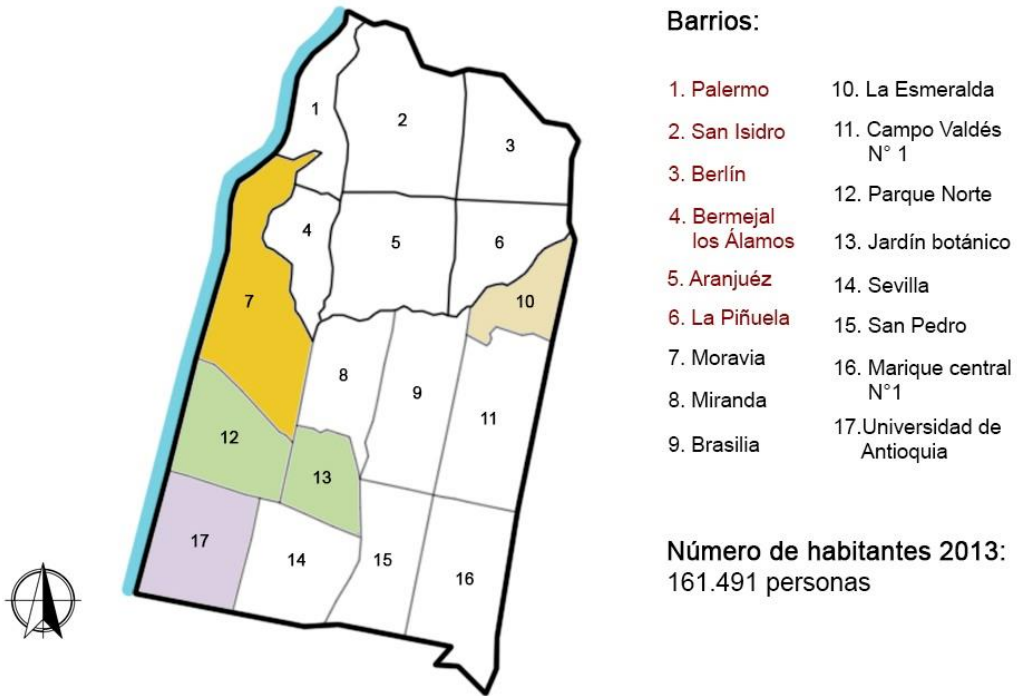 Barrios:
1. Palermo
2. San Isidro
3. Berlín
4. Bermejal
los Álamos
5. Aranjuéz
6. La Piñuela
7. Moravia
8. Miranda
9. Brasilia
10. La Esmeralda
11. Campo Valdés
N° 1
12. Parque Norte
13. Jardín botánico
14. Sevilla
15. San Pedro
16. Marique central
N°1
17.Universidad de
Antioquia
Número de habitantes 2013:
161.491 personas
1
2
3
4
5
6
7
10
8
9
11
12
13
17
14
15
16